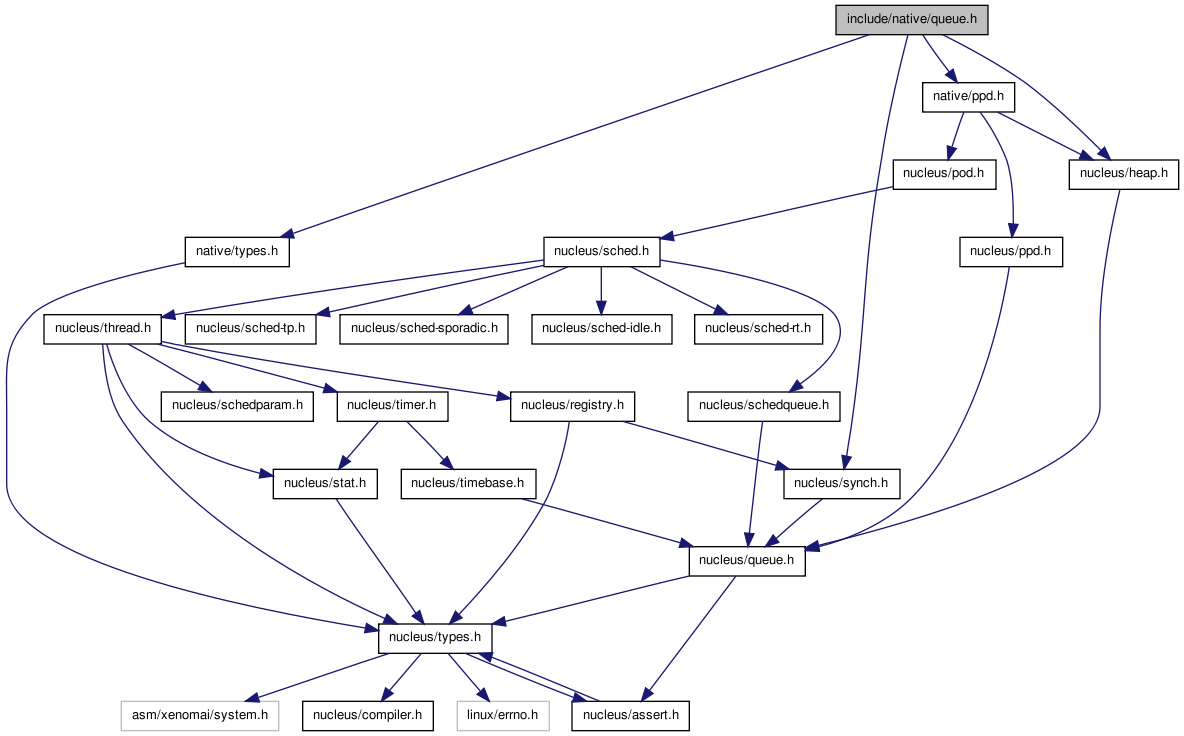 include/native/queue.h
native/ppd.h
nucleus/pod.h
nucleus/heap.h
native/types.h
nucleus/sched.h
nucleus/ppd.h
nucleus/thread.h
nucleus/sched-tp.h
nucleus/sched-sporadic.h
nucleus/sched-idle.h
nucleus/sched-rt.h
nucleus/schedparam.h
nucleus/timer.h
nucleus/registry.h
nucleus/schedqueue.h
nucleus/stat.h
nucleus/timebase.h
nucleus/synch.h
nucleus/queue.h
nucleus/types.h
asm/xenomai/system.h
nucleus/compiler.h
linux/errno.h
nucleus/assert.h